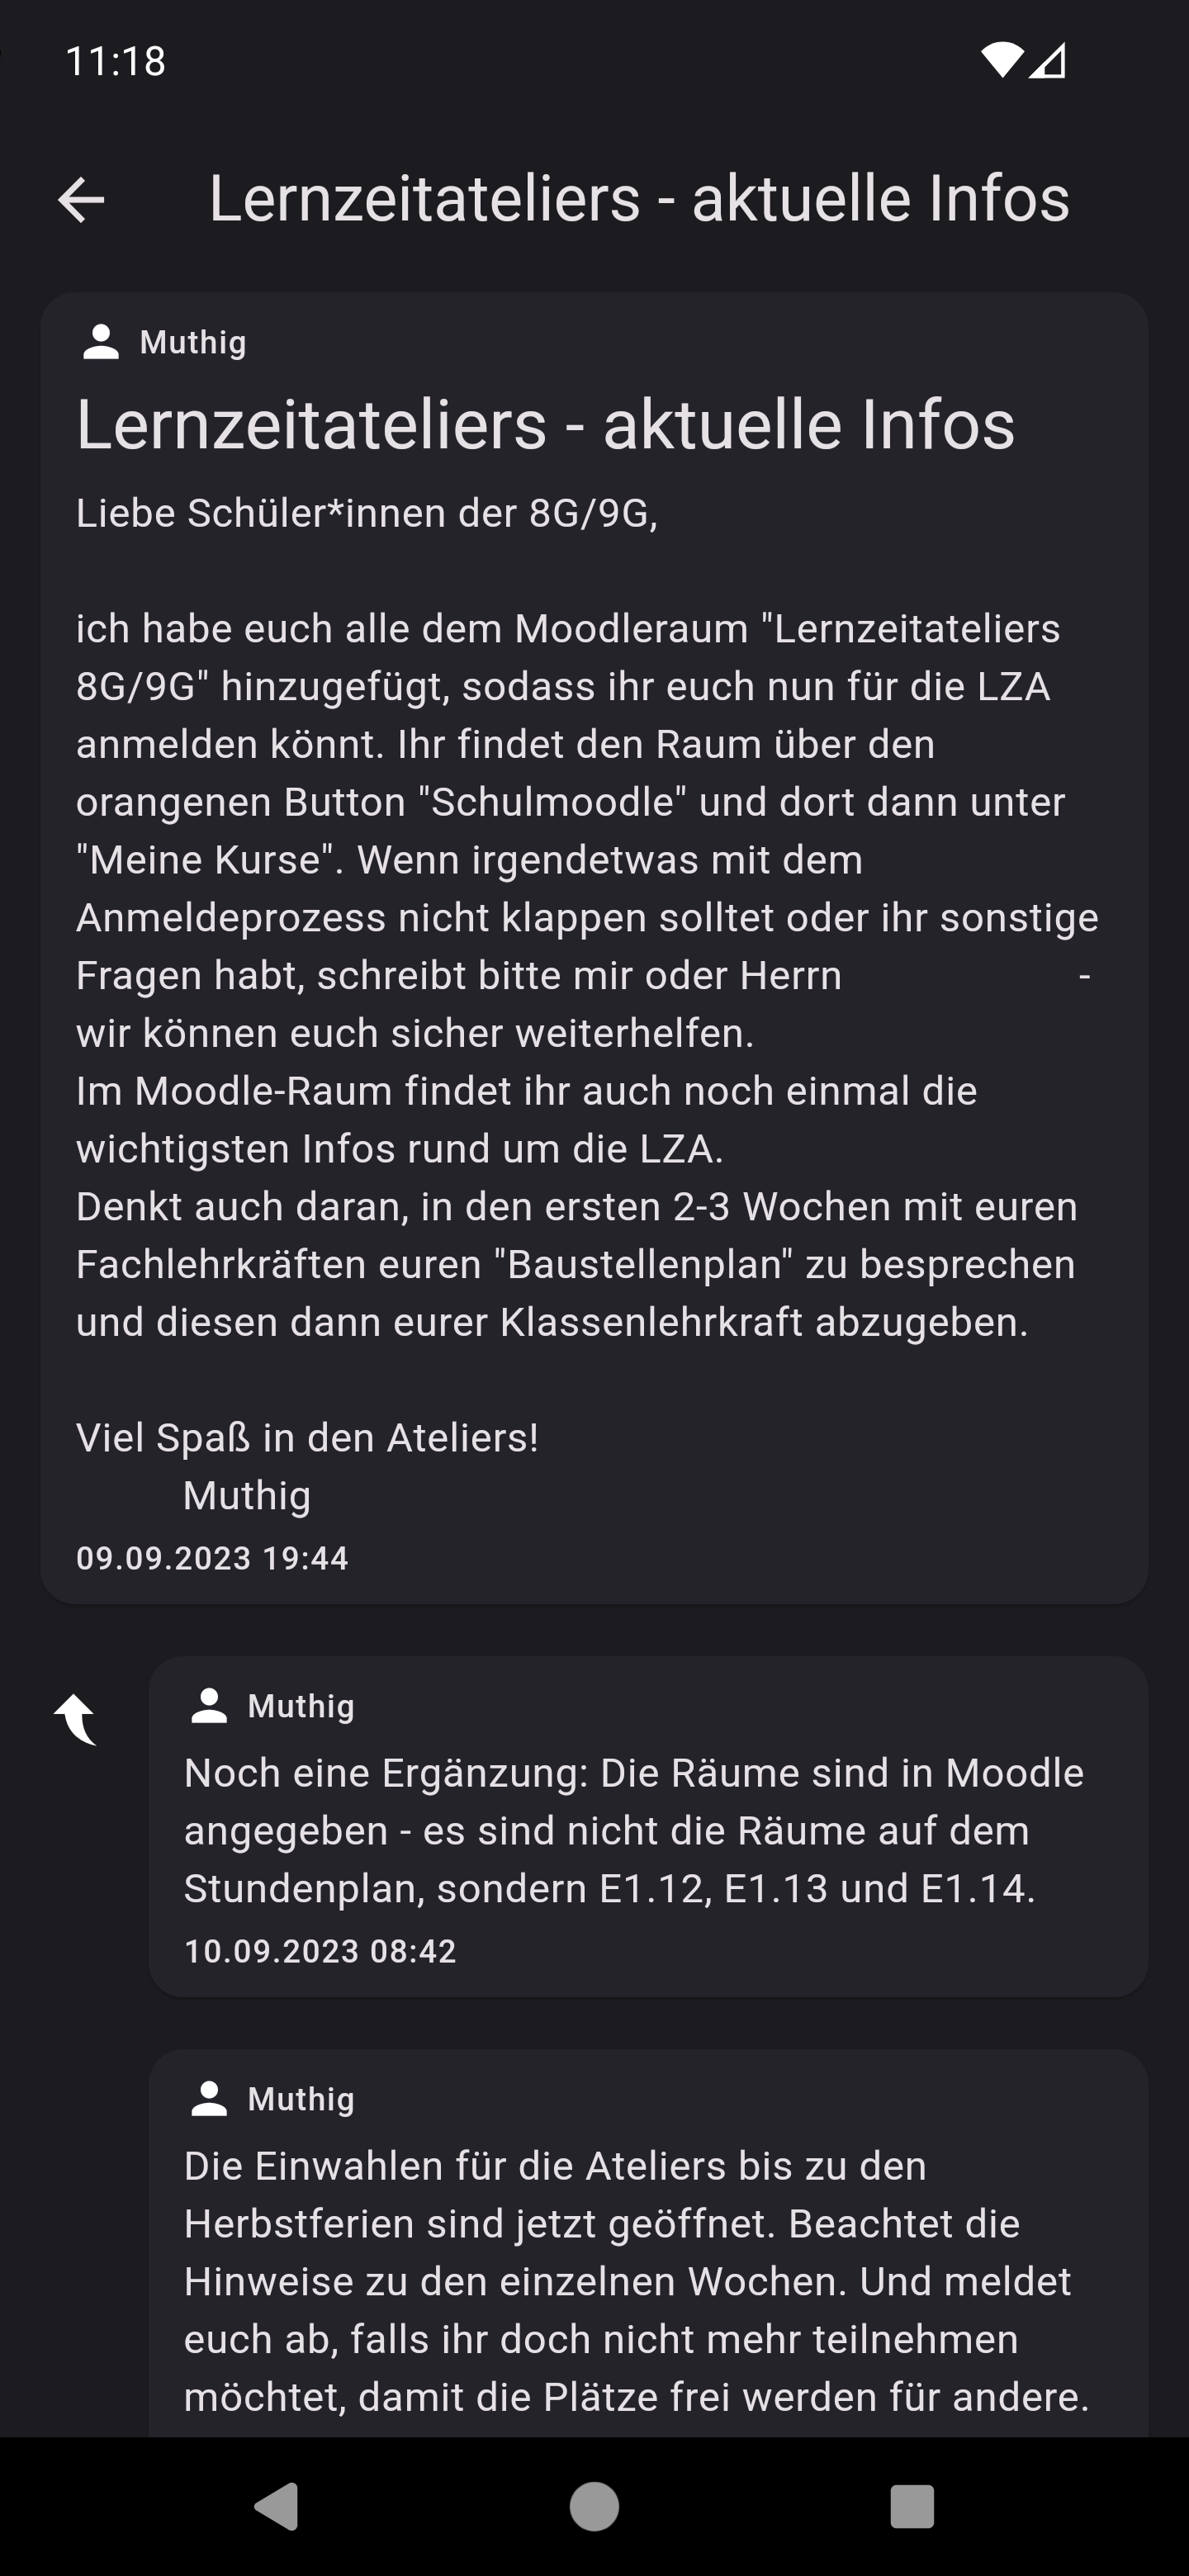 11:18
Lernzeitateliers - aktuelle Infos
Muthig
Lernzeitateliers - aktuelle Infos
Liebe Schüler*innen der 8G/9G,
ich habe euch alle dem Moodleraum "Lernzeitateliers
8G/9G" hinzugefügt, sodass ihr euch nun für die LZA
anmelden könnt. Ihr findet den Raum über den
orangenen Button "Schulmoodle" und dort dann unter
"Meine Kurse". Wenn irgendetwas mit dem
Anmeldeprozess nicht klappen solltet oder ihr sonstige
Fragen habt, schreibt bitte mir oder Herrn -
wir können euch sicher weiterhelfen.
Im Moodle-Raum findet ihr auch noch einmal die
wichtigsten Infos rund um die LZA.
Denkt auch daran, in den ersten 2-3 Wochen mit euren
Fachlehrkräften euren "Baustellenplan" zu besprechen
und diesen dann eurer Klassenlehrkraft abzugeben.
Viel Spaß in den Ateliers!
Muthig
09.09.2023 19:44
Muthig
Noch eine Ergänzung: Die Räume sind in Moodle
angegeben - es sind nicht die Räume auf dem
Stundenplan, sondern E1.12, E1.13 und E1.14.
10.09.2023 08:42
Muthig
Die Einwahlen für die Ateliers bis zu den
Herbstferien sind jetzt geöffnet. Beachtet die
Hinweise zu den einzelnen Wochen. Und meldet
euch ab, falls ihr doch nicht mehr teilnehmen
möchtet, damit die Plätze frei werden für andere.